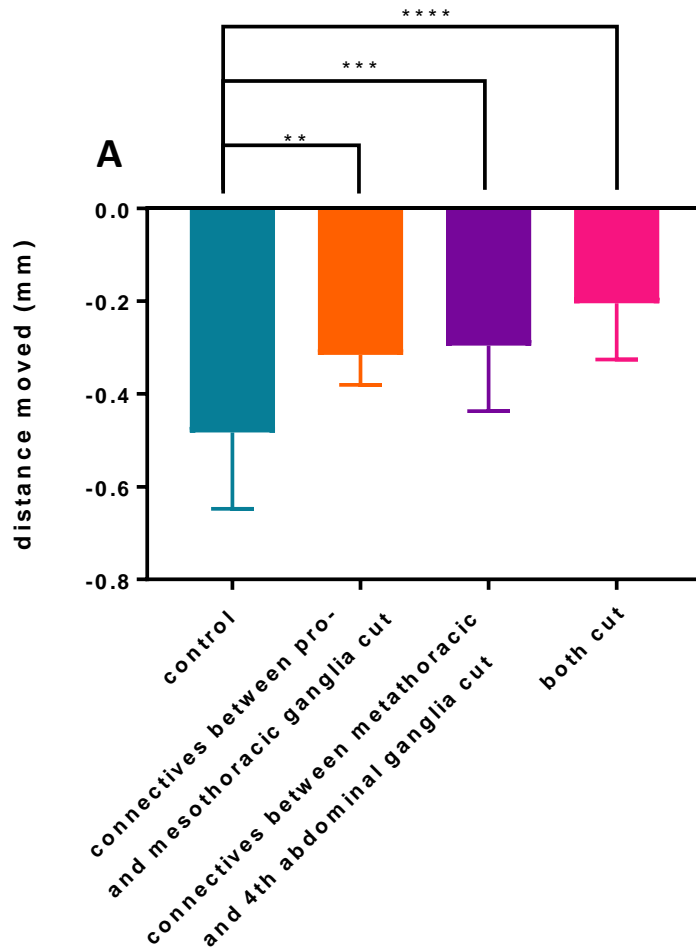 ****
***
**
A
distance moved (mm)
0.0
-0.2
-0.4
-0.6
-0.8
control
connectives between pro-
and mesothoracic ganglia cut
connectives between metathoracic
and 4th abdominal ganglia cut
both cut